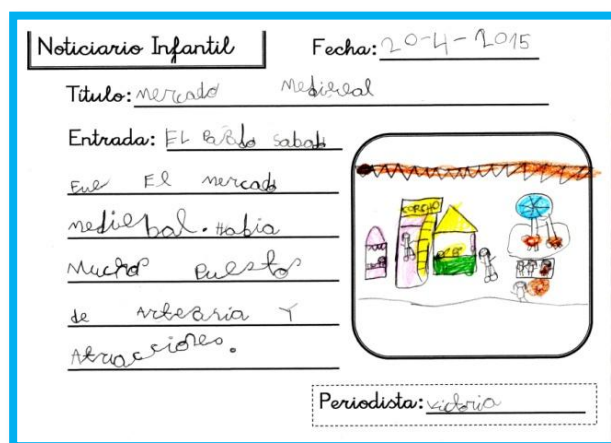 Noticiario Infantil
Fecha: 20-4-2015
Título: mercado medieval
Entrada: EL PASADO sabado
Fue El mercado
mediebal. Habia
Muchos Puestos
de Artesaria Y
Atracciones.
CORCHO
Periodista: Victoria